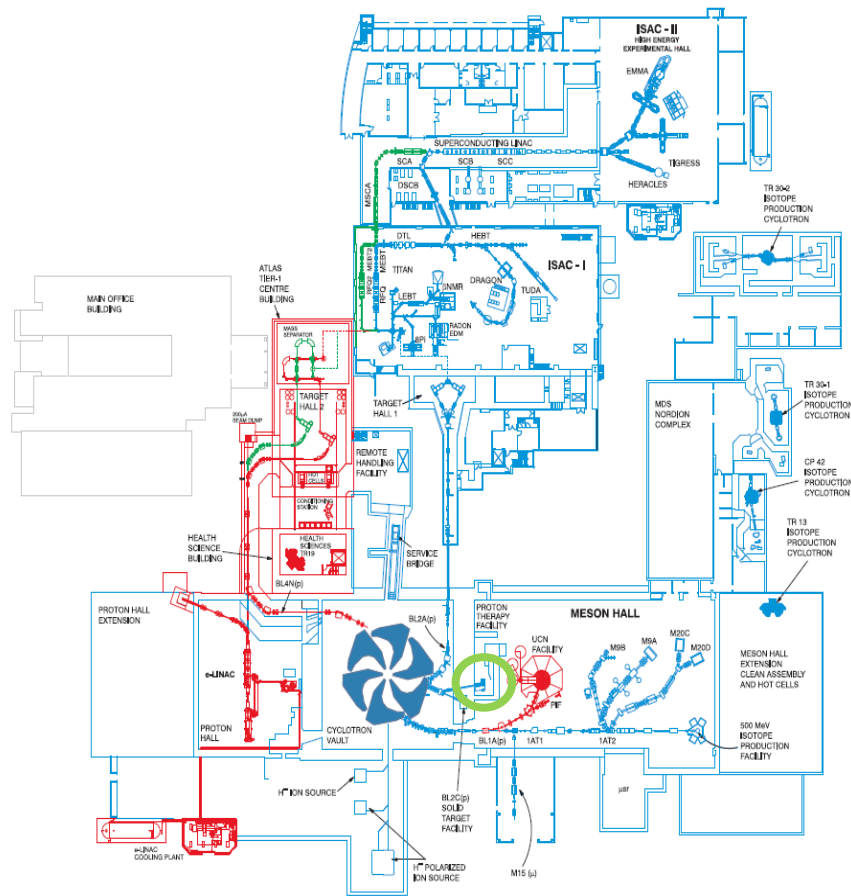 ISAC - II
HIGH ENERGY
EXPERIMENTAL HALL
EMMA
SUPERCONDUCTING LINAC
SCA
SCB
SCC
DSCB
TIGRESS
HERACLES
MSCA
TR 30-2
ISOTOPE
PRODUCTION
CYCLOTRON
DTL
HEBT
ISAC - I
MEBT2
MEBT
RFQ2
RFQ
TITAN
LEBT
DRAGON
TUDA
RADON
EDM
ATLAS
TIER-1
CENTRE
BUILDING
MAIN OFFICE
BUILDING
MASS
SEPARATOR
TARGET
HALL 2
TARGET
HALL 1
BEAM DUMP
REMOTE
HANDLING
FACILITY
CONDITIONING
STATION
MDS
NORDION
COMPLEX
TR 30-1
ISOTOPE
PRODUCTION
CYCLOTRON
CP 42
ISOTOPE
PRODUCTION
CYCLOTRON
TR 13
ISOTOPE
PRODUCTION
CYCLOTRON
HEALTH
SCIENCE
BUILDING
HEALTH
SCIENCES
TR19
SERVICE
BRIDGE
BL4N(p)
BL2A(p)
PROTON HALL
EXTENSION
PROTON
THERAPY
FACILITY
MESON HALL
UCN
FACILITY
M9B
M9A
M20C
M20D
MESON HALL
EXTENSION
CLEAN ASSEMBLY
AND HOT CELLS
e-LINAC
PROTON
HALL
CYCLOTRON
VAULT
PIF
BL1A(p)
1AT1
1AT2
500 MeV
ISOTOPE
PRODUCTION
FACILITY
H⁻ ION SOURCE
BL2C(p)
SOLID
TARGET
FACILITY
μsr
e-LINAC
COOLING PLANT
H⁻ POLARIZED
ION SOURCE
M15 (μ)